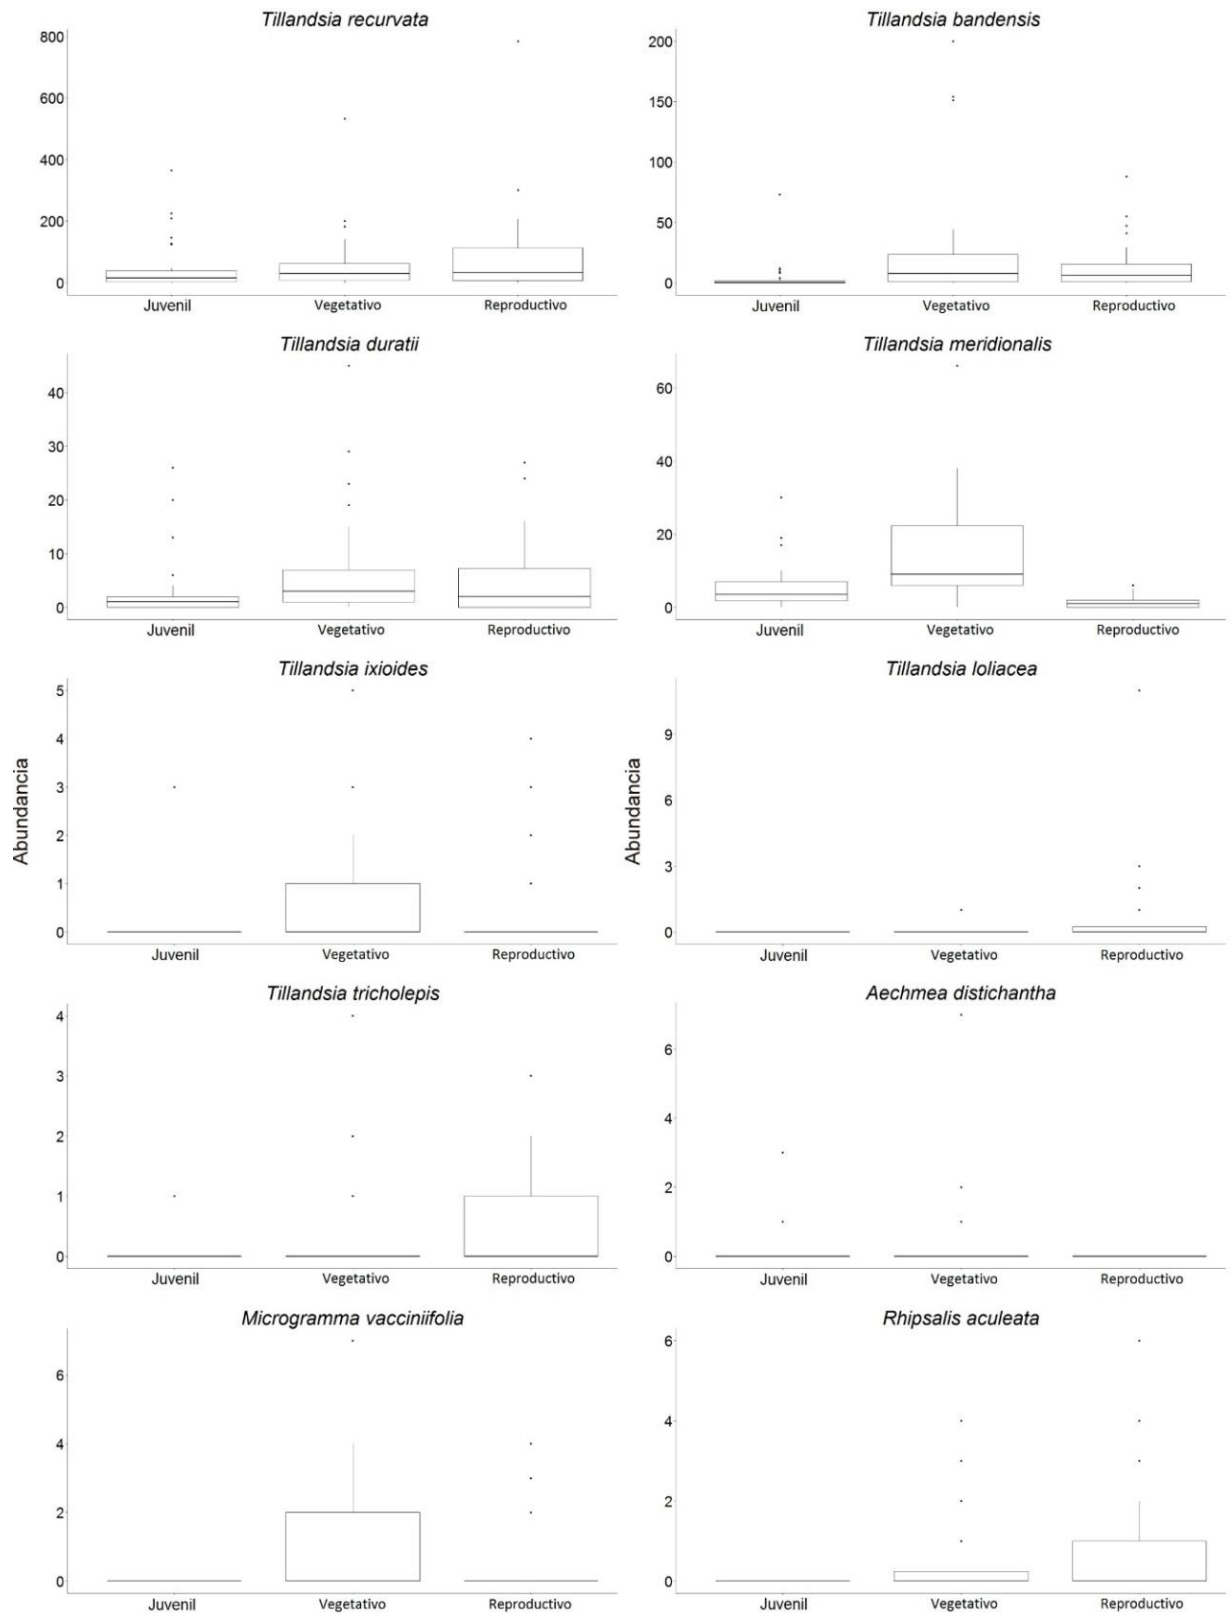 Tillandsia recurvata
800
600
400
200
0
Juvenil Vegetativo Reproductivo
Tillandsia bandensis
200
150
100
50
0
Juvenil Vegetativo Reproductivo
Tillandsia duratii
40
30
20
10
0
Juvenil Vegetativo Reproductivo
Tillandsia meridionalis
60
40
20
0
Juvenil Vegetativo Reproductivo
Tillandsia ixioides
Abundancia
5
4
3
2
1
0
Juvenil Vegetativo Reproductivo
Tillandsia loliacea
Abundancia
9
6
3
0
Juvenil Vegetativo Reproductivo
Tillandsia tricholepis
4
3
2
1
0
Juvenil Vegetativo Reproductivo
Aechmea distichantha
6
4
2
0
Juvenil Vegetativo Reproductivo
Microgramma vacciniifolia
6
4
2
0
Juvenil Vegetativo Reproductivo
Rhipsalis aculeata
6
4
2
0
Juvenil Vegetativo Reproductivo